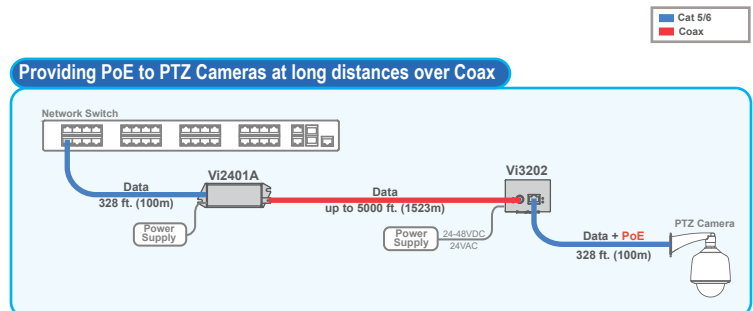 Cat 5/6
Coax
Providing PoE to PTZ Cameras at long distances over Coax
Network Switch
Vi2401A
Vi3202
Data
328 ft. (100m)
Data
up to 5000 ft. (1523m)
Power
Supply
Power
Supply
24-48VDC
24VAC
Data + PoE
328 ft. (100m)
PTZ Camera